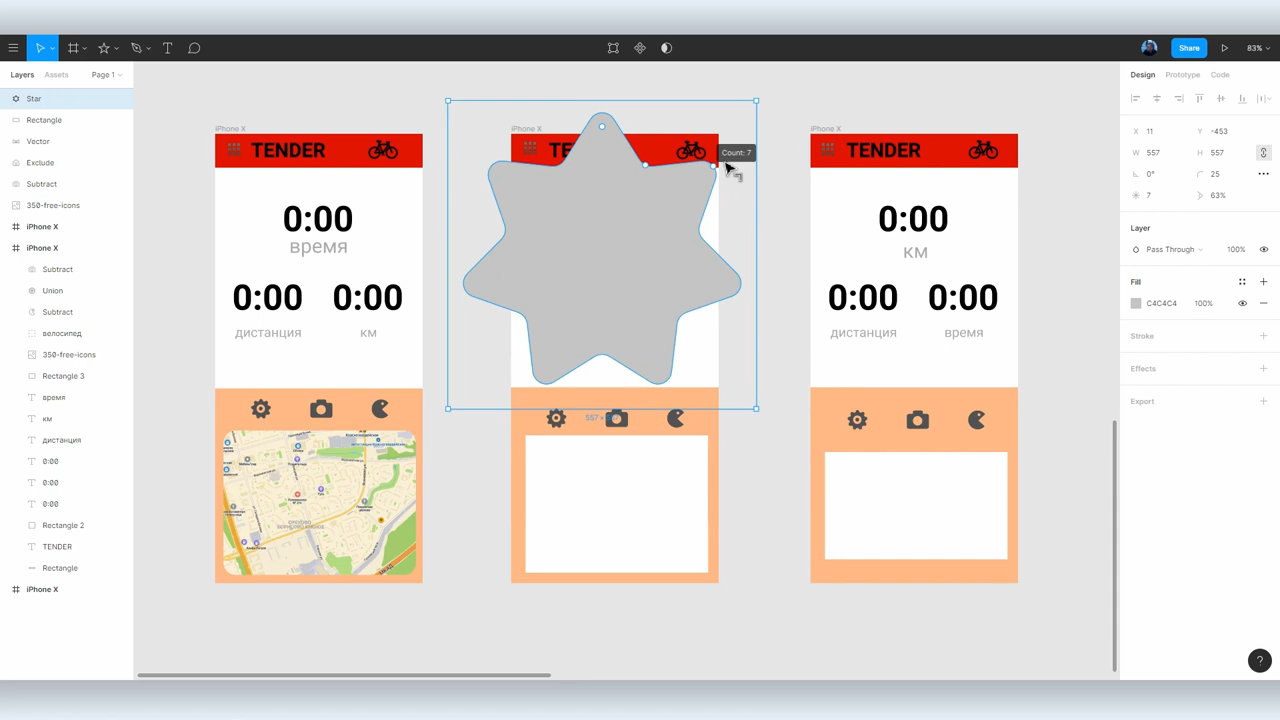 Share
83%
Layers
Assets
Page 1
Star
Rectangle
Vector
Exclude
Subtract
350-free-icons
iPhone X
iPhone X
Subtract
Union
Subtract
велосипед
350-free-icons
Rectangle 3
время
км
дистанция
0:00
0:00
0:00
Rectangle 2
TENDER
Rectangle
iPhone X
iPhone X
TENDER
0:00
время
0:00
0:00
дистанция
км
iPhone X
TE
Count: 7
557 ×
iPhone X
TENDER
0:00
км
0:00
0:00
дистанция
время
Design
Prototype
Code
X
11
Y
-453
W
557
H
557
0°
25
7
63%
Layer
Pass Through
100%
Fill
C4C4C4
100%
Stroke
Effects
Export
?